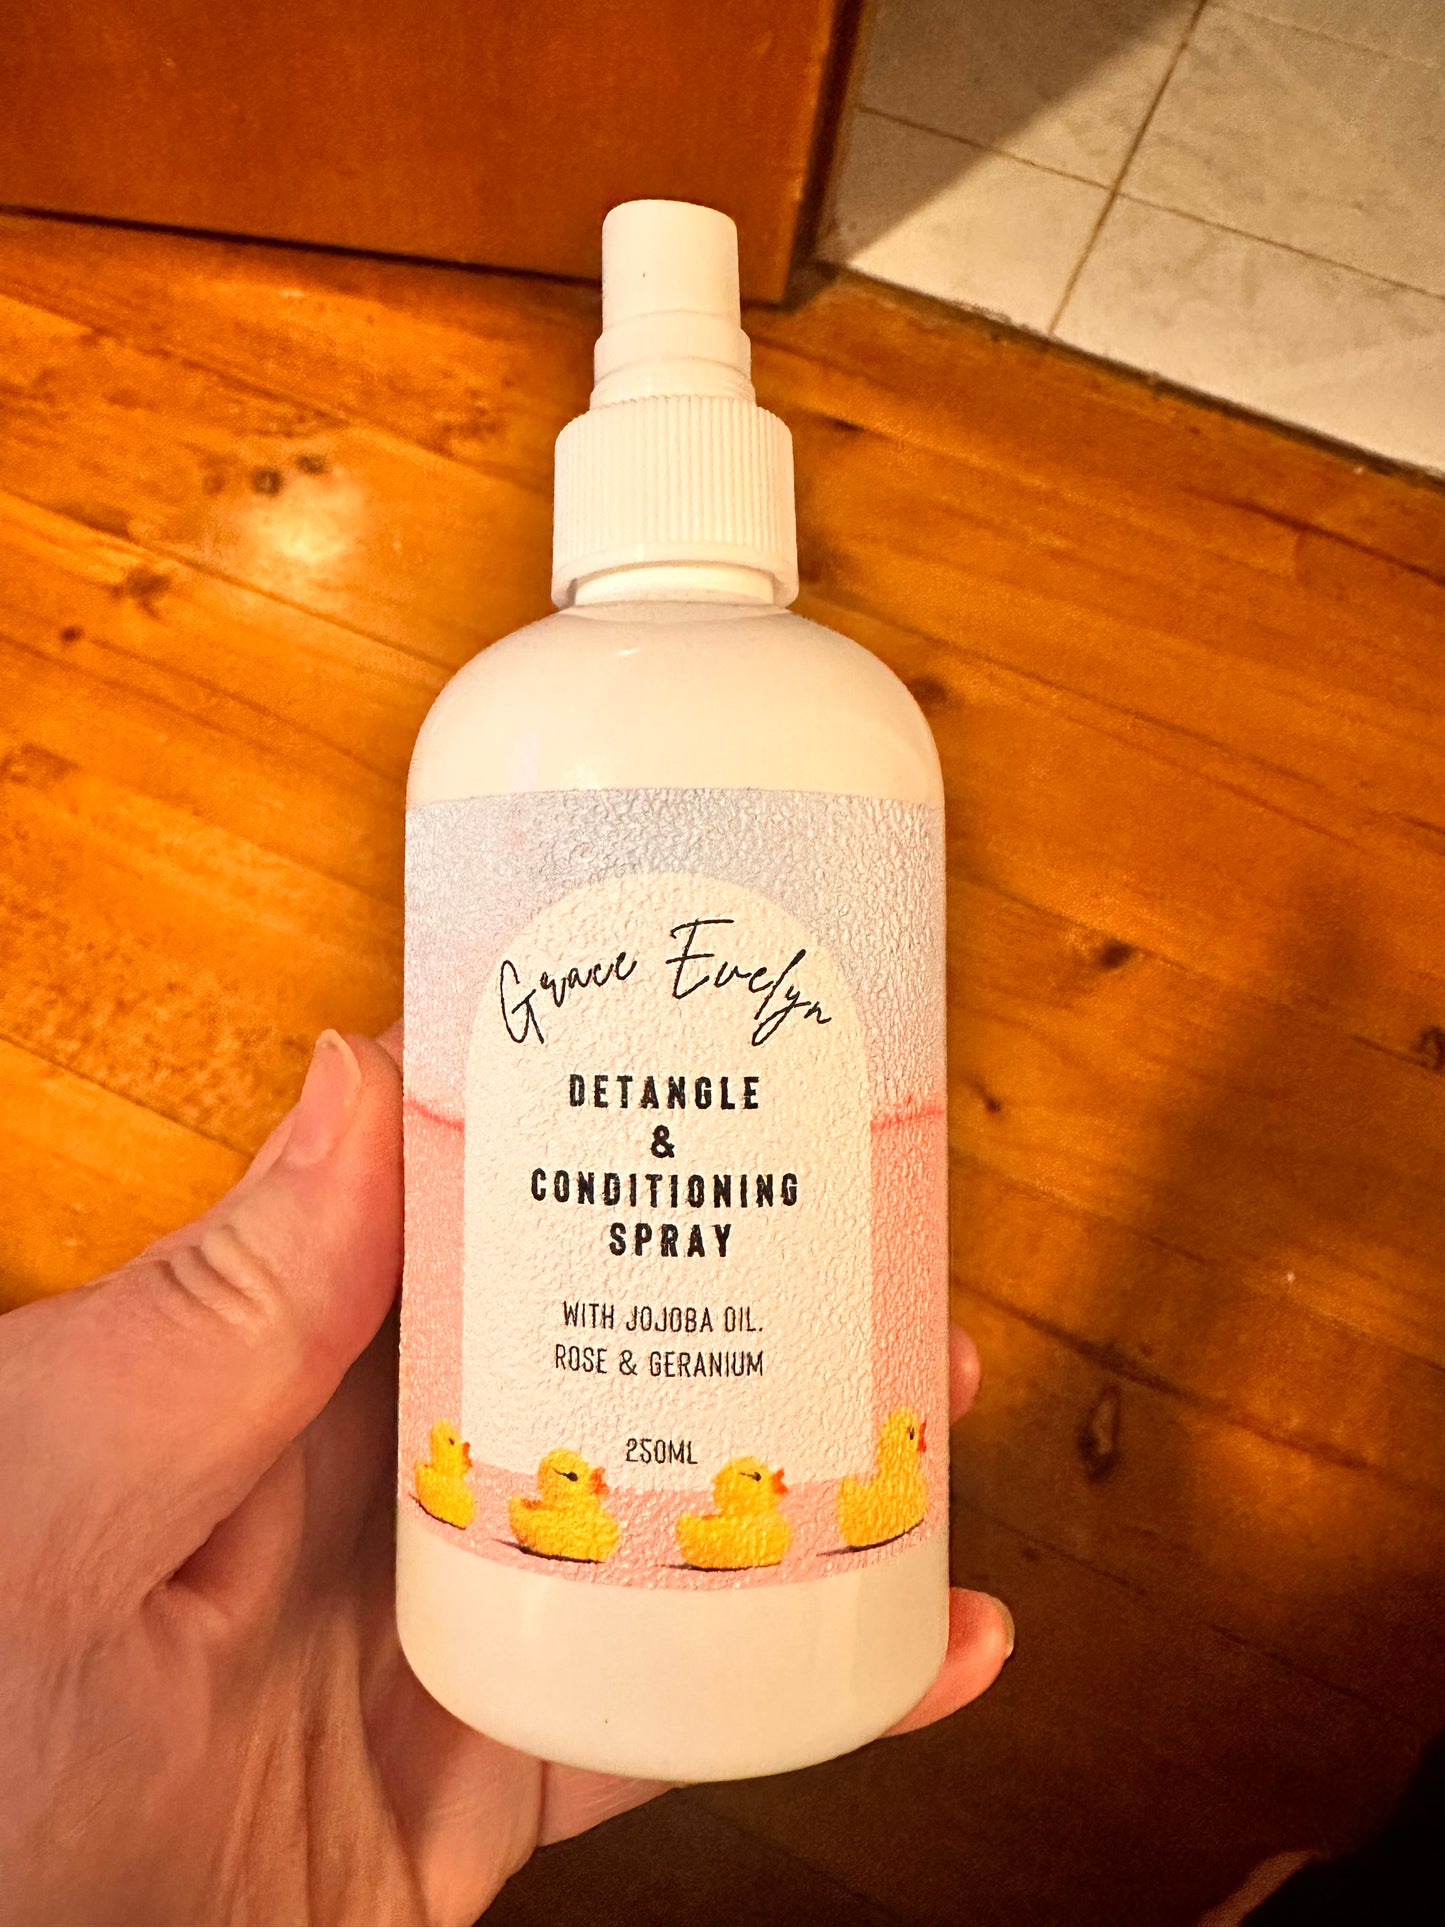 Grace Evelyn
DETANGLE
&
CONDITIONING
SPRAY
WITH JOJOBA OIL.
ROSE & GERANIUM
250ML